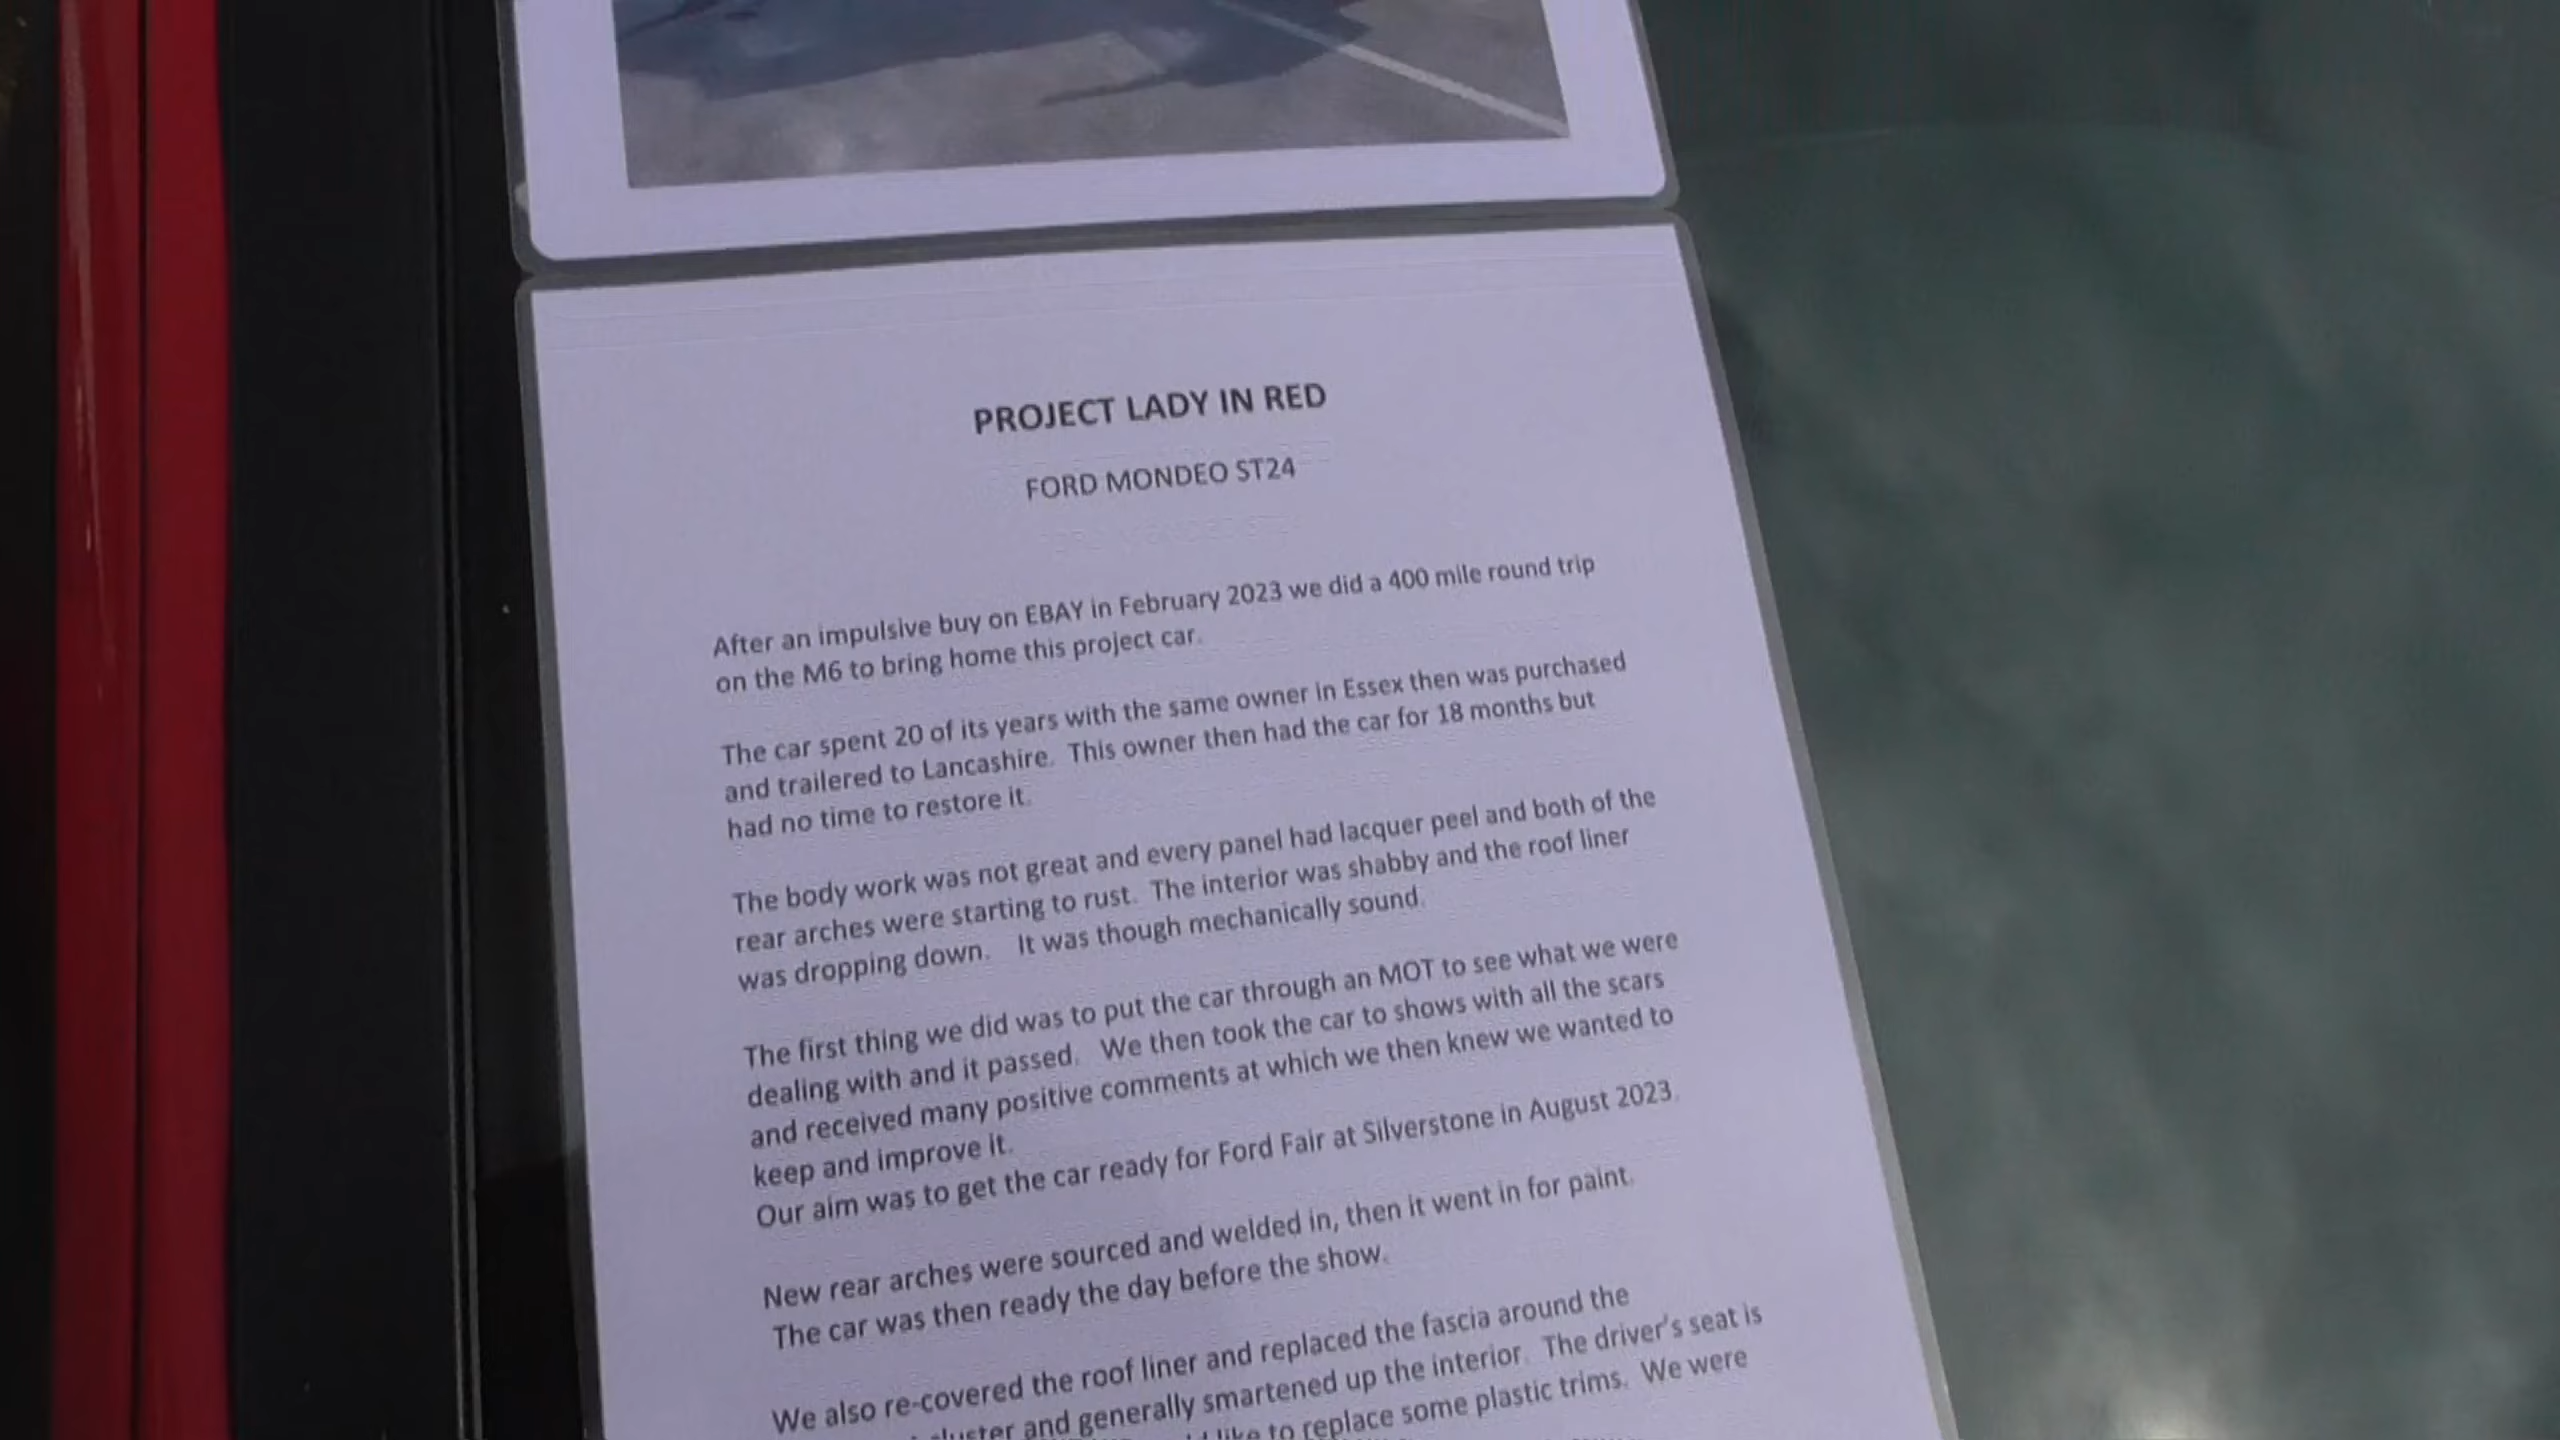 PROJECT LADY IN RED
FORD MONDEO ST24
After an impulsive buy on EBAY in February 2023 we did a 400 mile round trip
on the M6 to bring home this project car.
The car spent 20 of its years with the same owner in Essex then was purchased
and trailered to Lancashire. This owner then had the car for 18 months but
had no time to restore it.
The body work was not great and every panel had lacquer peel and both of the
rear arches were starting to rust. The interior was shabby and the roof liner
was dropping down. It was though mechanically sound.
The first thing we did was to put the car through an MOT to see what we were
dealing with and it passed. We then took the car to shows with all the scars
and received many positive comments at which we then knew we wanted to
keep and improve it.
Our aim was to get the car ready for Ford Fair at Silverstone in August 2023.
New rear arches were sourced and welded in, then it went in for paint.
The car was then ready the day before the show.
We also re-covered the roof liner and replaced the fascia around the
cluster and generally smartened up the interior. The driver's seat is
like to replace some plastic trims. We were